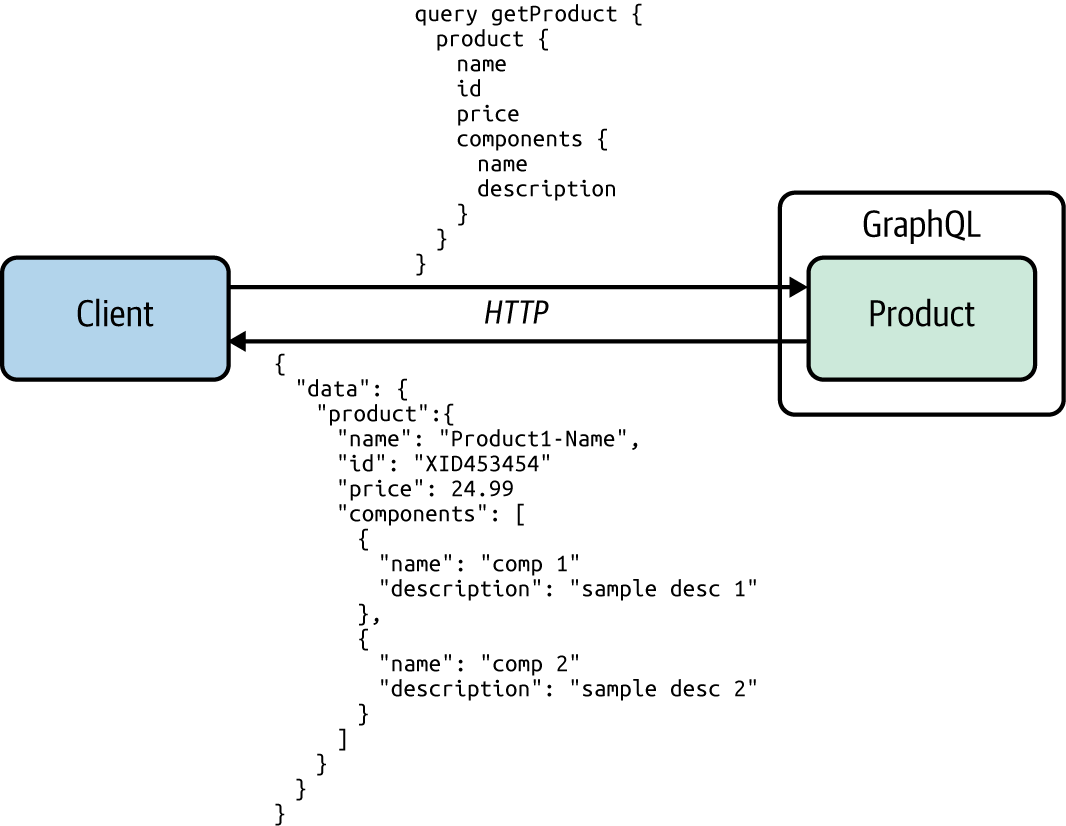 query getProduct {
  product {
    name
    id
    price
    components {
      name
      description
    }
  }
}
GraphQL
Client
HTTP
Product
{
  "data": {
    "product":{
      "name": "Product1-Name",
      "id": "XID453454"
      "price": 24.99
      "components": [
        {
          "name": "comp 1"
          "description": "sample desc 1"
        },
        {
          "name": "comp 2"
          "description": "sample desc 2"
        }
      ]
    }
  }
}